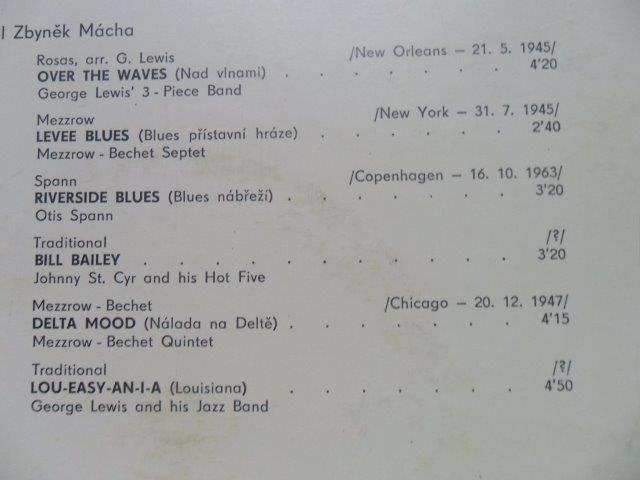 l Zbyněk Mácha
Rosas, arr. G. Lewis /New Orleans – 21. 5. 1945/
OVER THE WAVES (Nad vlnami) . . . . . . 4'20
George Lewis' 3 - Piece Band
Mezzrow /New York – 31. 7. 1945/
LEVEE BLUES (Blues přístavní hráze) . . . . . 2'40
Mezzrow - Bechet Septet
Spann /Copenhagen – 16. 10. 1963/
RIVERSIDE BLUES (Blues nábřeží) . . . . . . 3'20
Otis Spann
Traditional /?/
BILL BAILEY . . . . . . . . . . 3'20
Johnny St. Cyr and his Hot Five
Mezzrow - Bechet /Chicago – 20. 12. 1947/
DELTA MOOD (Nálada na Deltě) . . . . . . 4'15
Mezzrow - Bechet Quintet
Traditional /?/
LOU-EASY-AN-I-A (Louisiana) . . . . . . 4'50
George Lewis and his Jazz Band